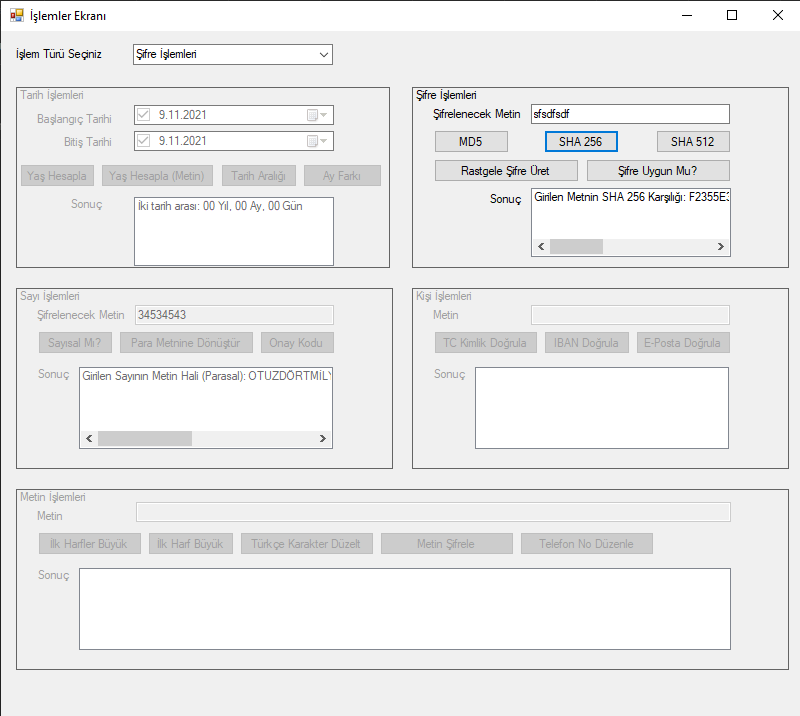 İşlemler Ekranı
İşlem Türü Seçiniz Şifre İşlemleri
Tarih İşlemleri
Başlangıç Tarihi 9.11.2021
Bitiş Tarihi 9.11.2021
Yaş Hesapla Yaş Hesapla (Metin) Tarih Aralığı Ay Farkı
Sonuç İki tarih arası: 00 Yıl, 00 Ay, 00 Gün
Şifre İşlemleri
Şifrelenecek Metin sfsdfsdf
MD5 SHA 256 SHA 512
Rastgele Şifre Üret Şifre Uygun Mu?
Sonuç Girilen Metnin SHA 256 Karşılığı: F2355E3
Sayı İşlemleri
Şifrelenecek Metin 34534543
Sayısal Mı? Para Metnine Dönüştür Onay Kodu
Sonuç Girilen Sayının Metin Hali (Parasal): OTUZDÖRTMİLY
Kişi İşlemleri
Metin
TC Kimlik Doğrula IBAN Doğrula E-Posta Doğrula
Sonuç
Metin İşlemleri
Metin
İlk Harfler Büyük İlk Harf Büyük Türkçe Karakter Düzelt Metin Şifrele Telefon No Düzenle
Sonuç